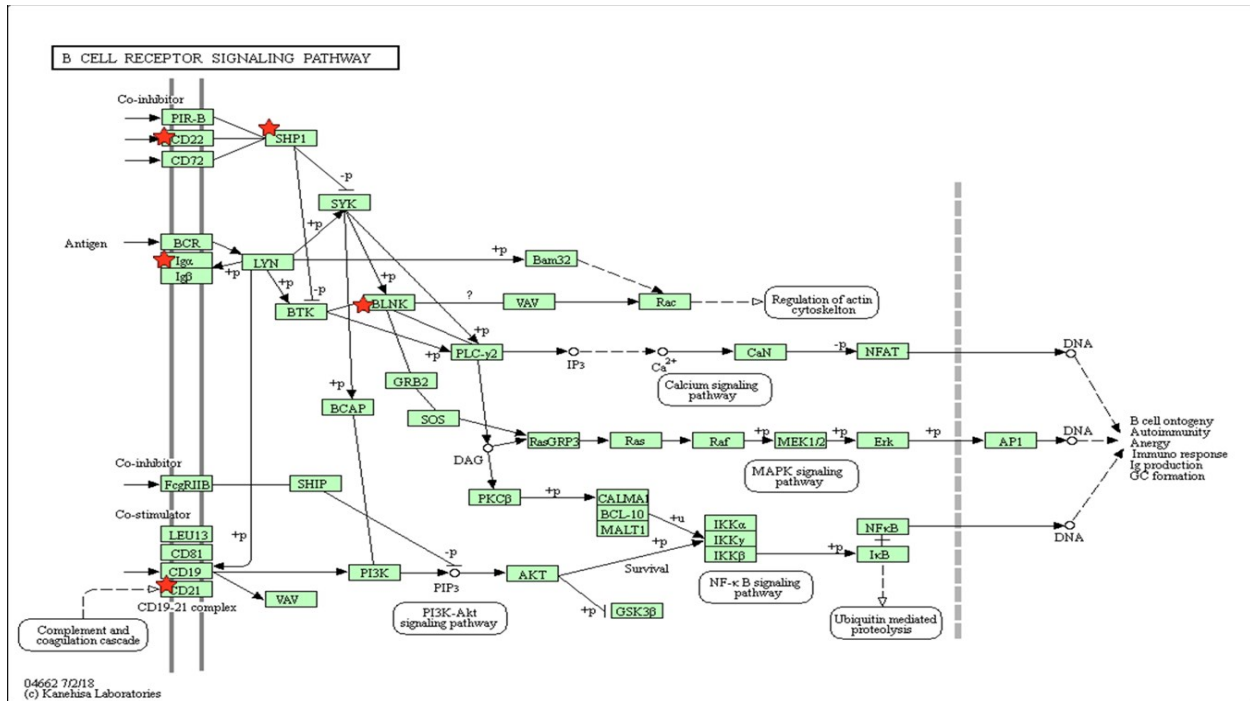 B CELL RECEPTOR SIGNALING PATHWAY
Co-inhibitor
PIR-B
CD22
SHP1
CD72
-p
SYK
+p
Antigen
BCR
Igα
LYN
Igβ
+p
+p
-p
+p
+p
Bam32
BTK
BLNK
?
VAV
Rac
Regulation of actin
cytoskelton
+p
+p
PLC-γ2
IP3
Ca2+
CaN
-p
NFAT
DNA
Calcium signaling
pathway
GRB2
+p
BCAP
SOS
DAG
RasGRP3
Ras
Raf
+p
MEK1/2
+p
Erk
+p
AP1
DNA
MAPK signaling
pathway
B cell ontogeny
Autoimmunity
Anergy
Immuno response
Ig production
GC formation
Co-inhibitor
FcgRIIB
SHIP
PKCβ
+p
CALMA1
BCL-10
MALT1
+u
+p
IKKα
IKKγ
IKKβ
+p
NFκB
IκB
DNA
NF-κ B signaling
pathway
Ubiquitin mediated
proteolysis
Co-stimulator
LEU13
CD81
CD19
CD21
+p
CD19-21 complex
VAV
PI3K
-p
PIP3
AKT
Survival
+p
GSK3β
PI3K-Akt
signaling pathway
Complement and
coagulation cascade
04662 7/2/18
(c) Kanehisa Laboratories